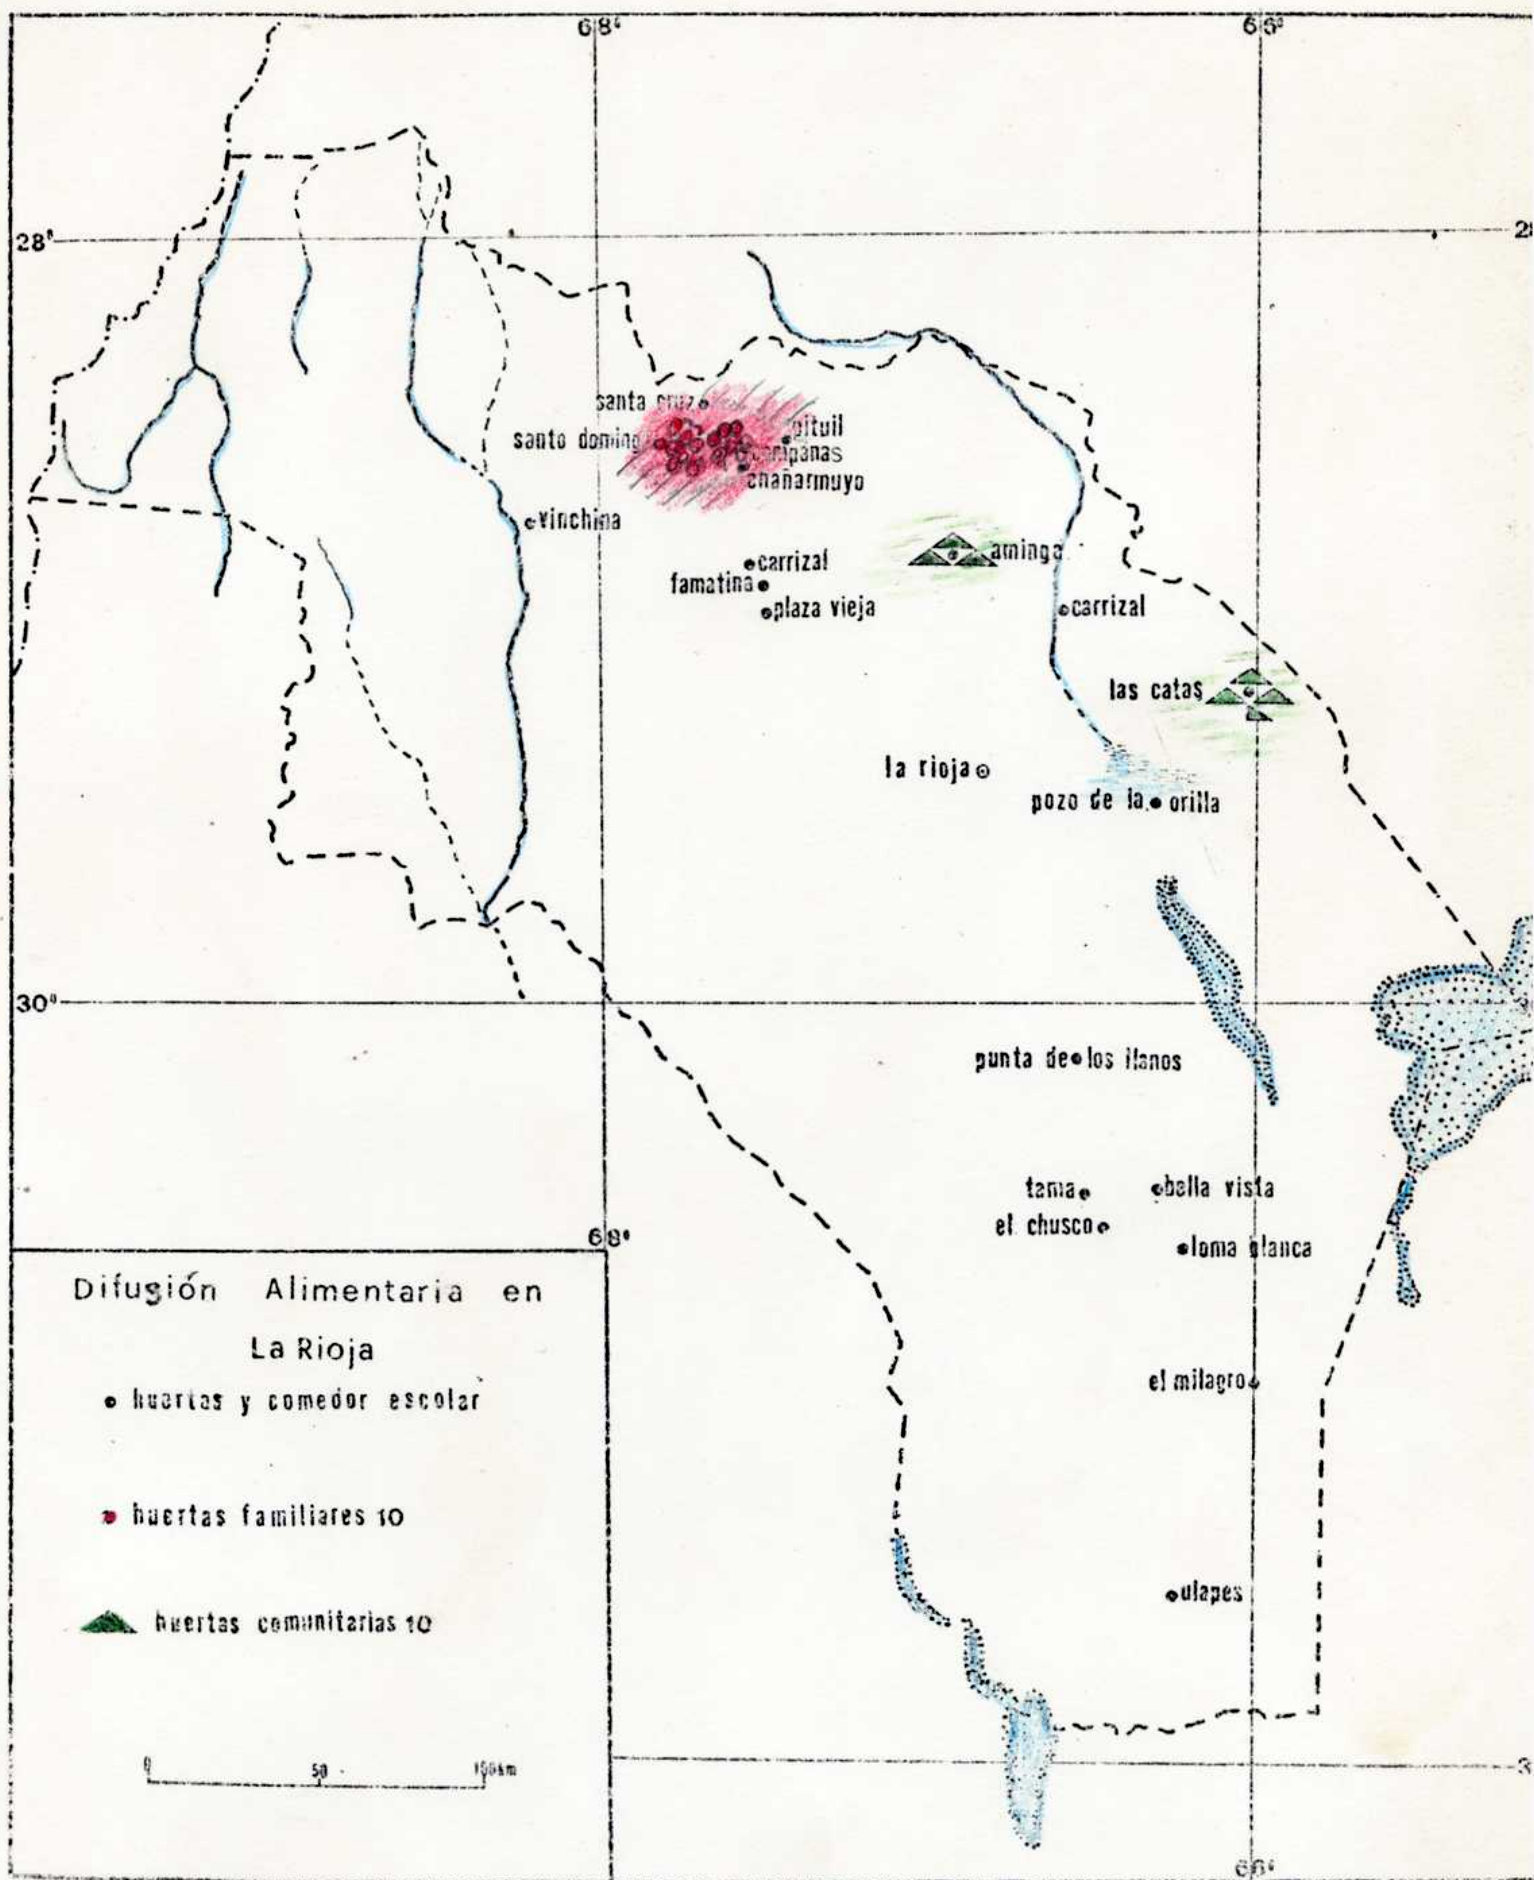 68°
66°
28°
santa cruz
santo doming
pituil
campanas
chañarmuyo
vinchina
carrizal
famatina
plaza vieja
aminga
carrizal
las catas
la rioja
pozo de la orilla
30°
punta de los llanos
tama
bella vista
el chusco
loma blanca
68°
Difusión Alimentaria en
La Rioja
huertas y comedor escolar
huertas familiares 10
huertas comunitarias 10
0 50 100km
el milagro
ulapes
3
66°